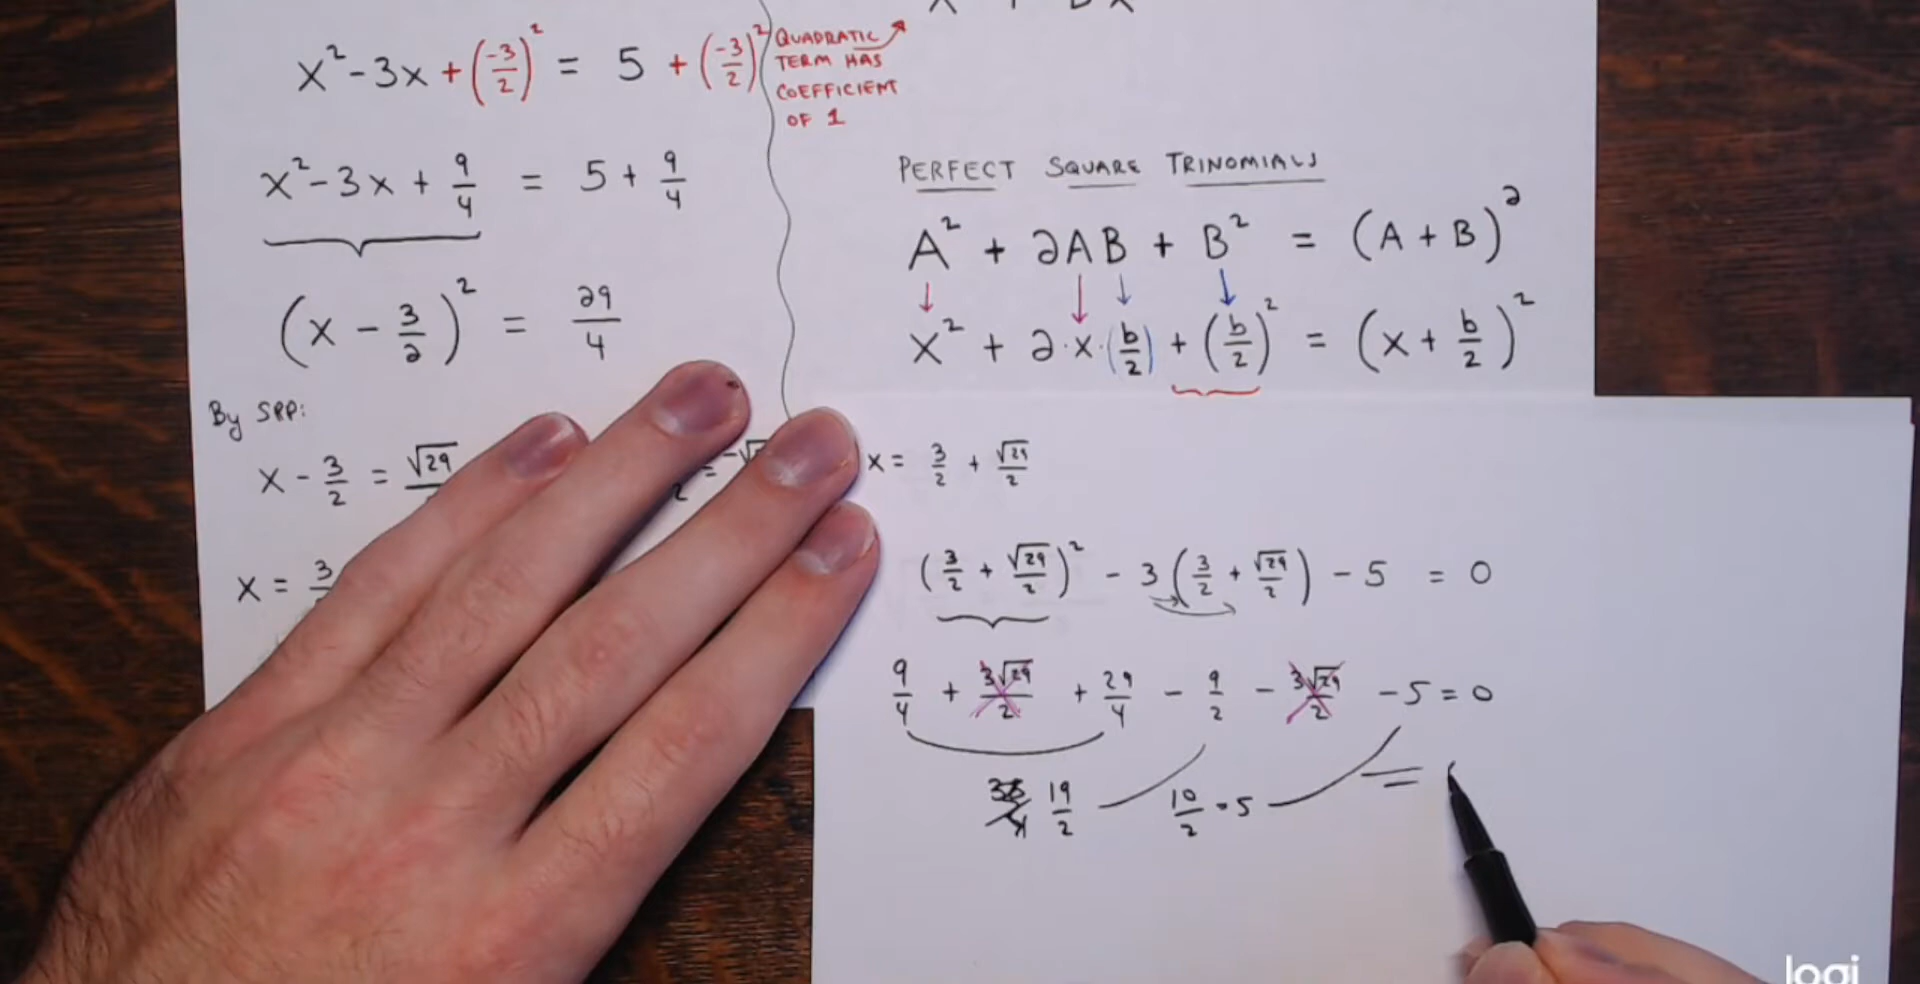 x² - 3x + (-3/2)² = 5 + (-3/2)²
QUADRATIC
TERM HAS
COEFFICIENT
OF 1
x² - 3x + 9/4 = 5 + 9/4
(x - 3/2)² = 29/4
By SRP:
x - 3/2 = √29
x = 3
PERFECT SQUARE TRINOMIALS
A² + 2AB + B² = (A + B)²
x² + 2·x·(b/2) + (b/2)² = (x + b/2)²
x = 3/2 + √29/2
(3/2 + √29/2)² - 3(3/2 + √29/2) - 5 = 0
9/4 + 3√29/2 + 29/4 - 9/2 - 3√29/2 - 5 = 0
19/2 10/2 = 5 =
logi